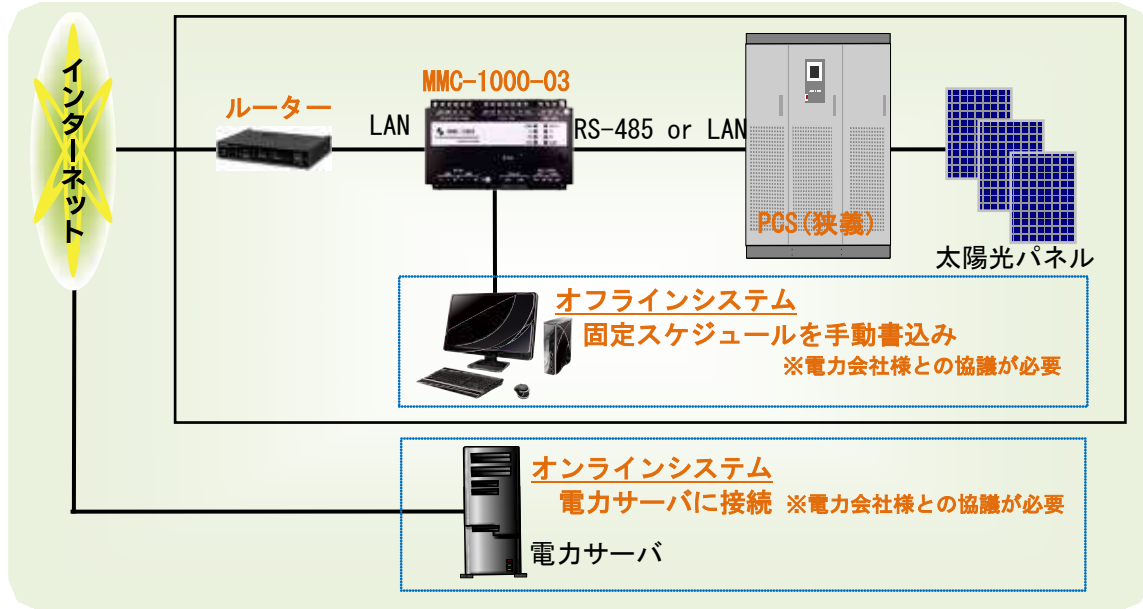 インターネット
ルーター
LAN
MMC-1000-03
RS-485 or LAN
PCS(狭義)
太陽光パネル
オフラインシステム
固定スケジュールを手動書込み
※電力会社様との協議が必要
オンラインシステム
電力サーバに接続 ※電力会社様との協議が必要
電力サーバ